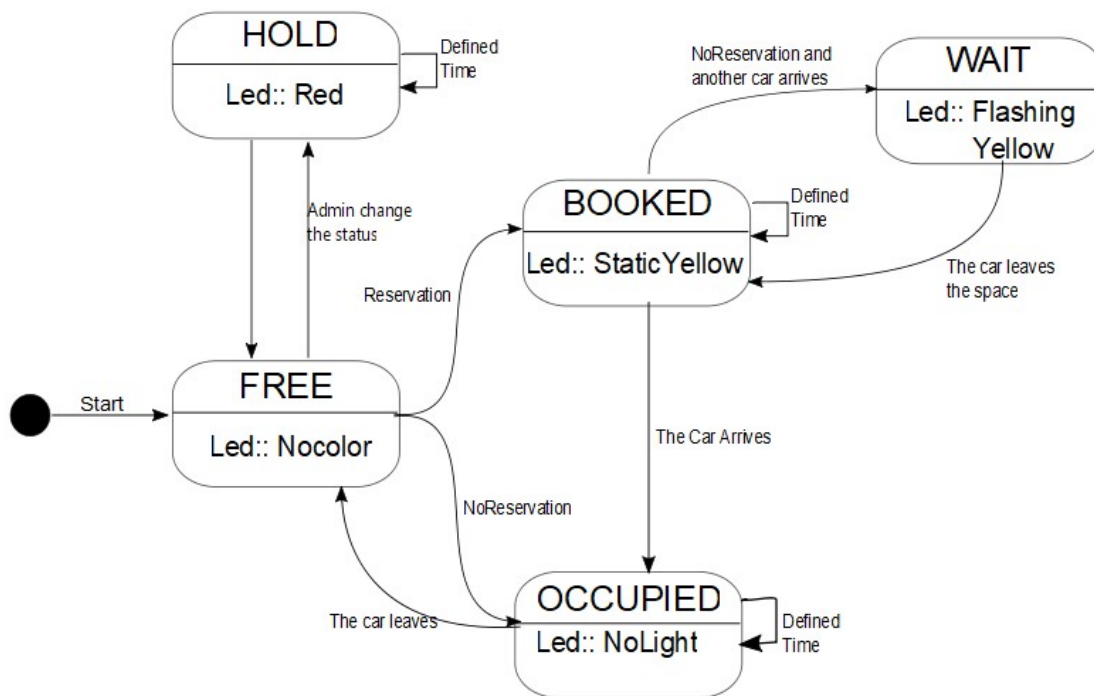 HOLD
Led:: Red
Defined
Time
NoReservation and
another car arrives
WAIT
Led:: Flashing
Yellow
Admin change
the status
BOOKED
Led:: StaticYellow
Defined
Time
The car leaves
the space
Reservation
Start
FREE
Led:: Nocolor
The Car Arrives
NoReservation
The car leaves
OCCUPIED
Led:: NoLight
Defined
Time